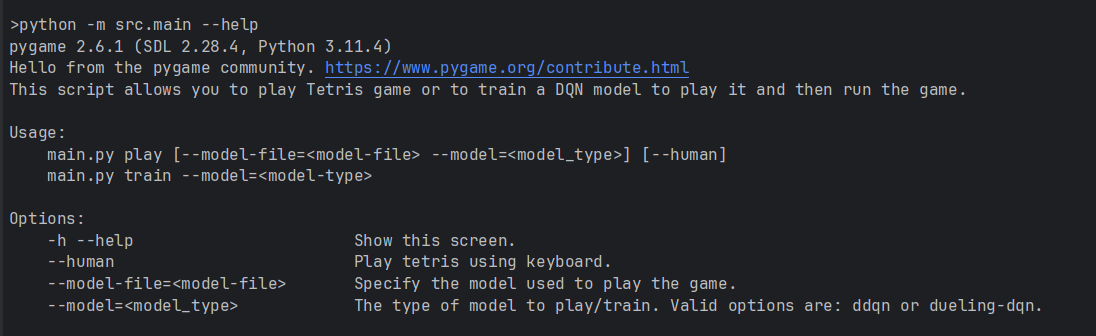 >python -m src.main --help
pygame 2.6.1 (SDL 2.28.4, Python 3.11.4)
Hello from the pygame community. https://www.pygame.org/contribute.html
This script allows you to play Tetris game or to train a DQN model to play it and then run the game.

Usage:
    main.py play [--model-file=<model-file> --model=<model_type>] [--human]
    main.py train --model=<model-type>

Options:
    -h --help                     Show this screen.
    --human                       Play tetris using keyboard.
    --model-file=<model-file>     Specify the model used to play the game.
    --model=<model_type>          The type of model to play/train. Valid options are: ddqn or dueling-dqn.